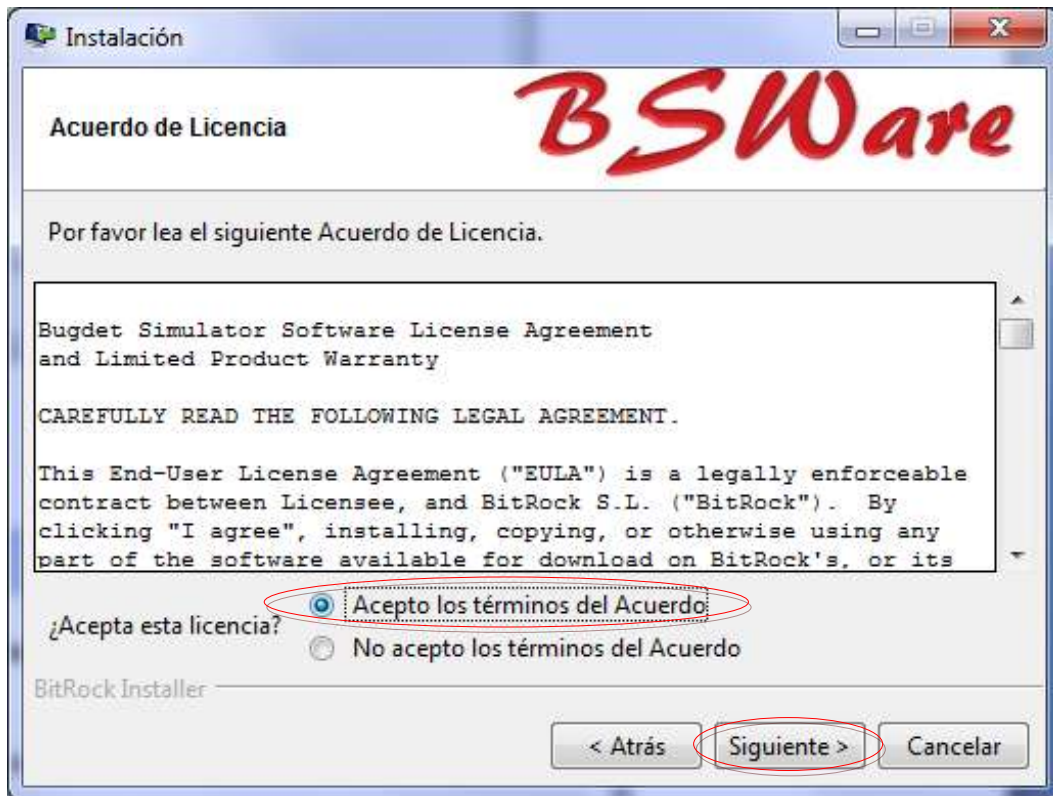 Instalación
Acuerdo de Licencia
BSWare
Por favor lea el siguiente Acuerdo de Licencia.
Bugdet Simulator Software License Agreement
and Limited Product Warranty
CAREFULLY READ THE FOLLOWING LEGAL AGREEMENT.
This End-User License Agreement ("EULA") is a legally enforceable
contract between Licensee, and BitRock S.L. ("BitRock").  By
clicking "I agree", installing, copying, or otherwise using any
part of the software available for download on BitRock's, or its
¿Acepta esta licencia?
Acepto los términos del Acuerdo
No acepto los términos del Acuerdo
BitRock Installer
< Atrás
Siguiente >
Cancelar